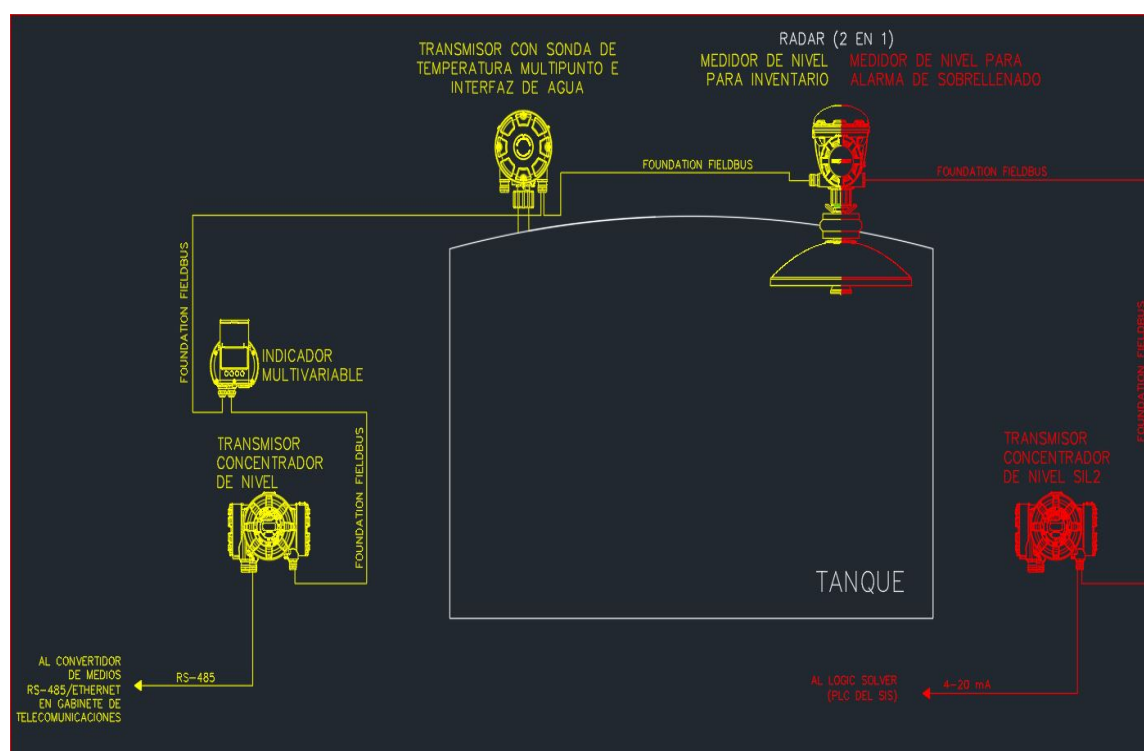 RADAR (2 EN 1)
TRANSMISOR CON SONDA DE
TEMPERATURA MULTIPUNTO E
INTERFAZ DE AGUA
MEDIDOR DE NIVEL
PARA INVENTARIO
MEDIDOR DE NIVEL PARA
ALARMA DE SOBRELLENADO
FOUNDATION FIELDBUS
FOUNDATION FIELDBUS
FOUNDATION FIELDBUS
FOUNDATION FIELDBUS
INDICADOR
MULTIVARIABLE
TRANSMISOR
CONCENTRADOR
DE NIVEL
FOUNDATION FIELDBUS
TRANSMISOR
CONCENTRADOR
DE NIVEL SIL2
TANQUE
AL CONVERTIDOR
DE MEDIOS
RS-485/ETHERNET
EN GABINETE DE
TELECOMUNICACIONES
RS-485
AL LOGIC SOLVER
(PLC DEL SIS)
4-20 mA